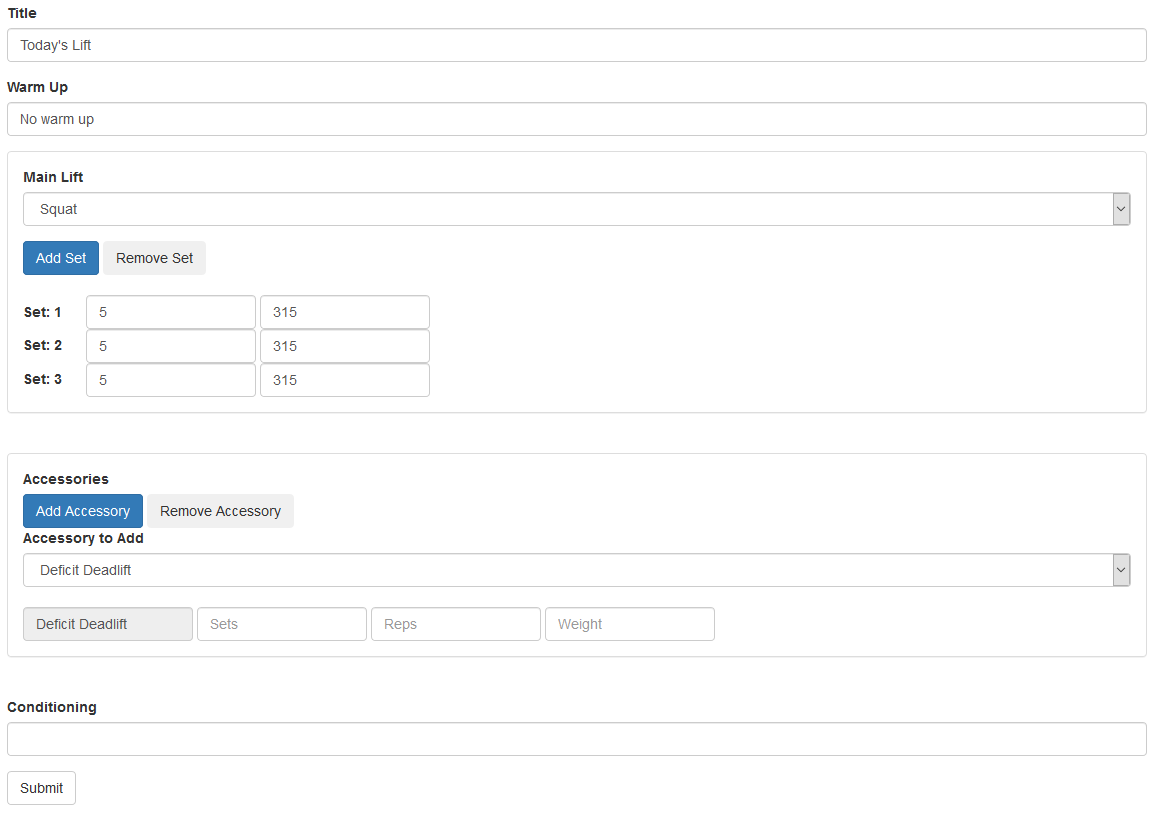 Title
Today's Lift
Warm Up
No warm up
Main Lift
Squat
Add Set Remove Set
Set: 1 5 315
Set: 2 5 315
Set: 3 5 315
Accessories
Add Accessory Remove Accessory
Accessory to Add
Deficit Deadlift
Deficit Deadlift Sets Reps Weight
Conditioning
Submit